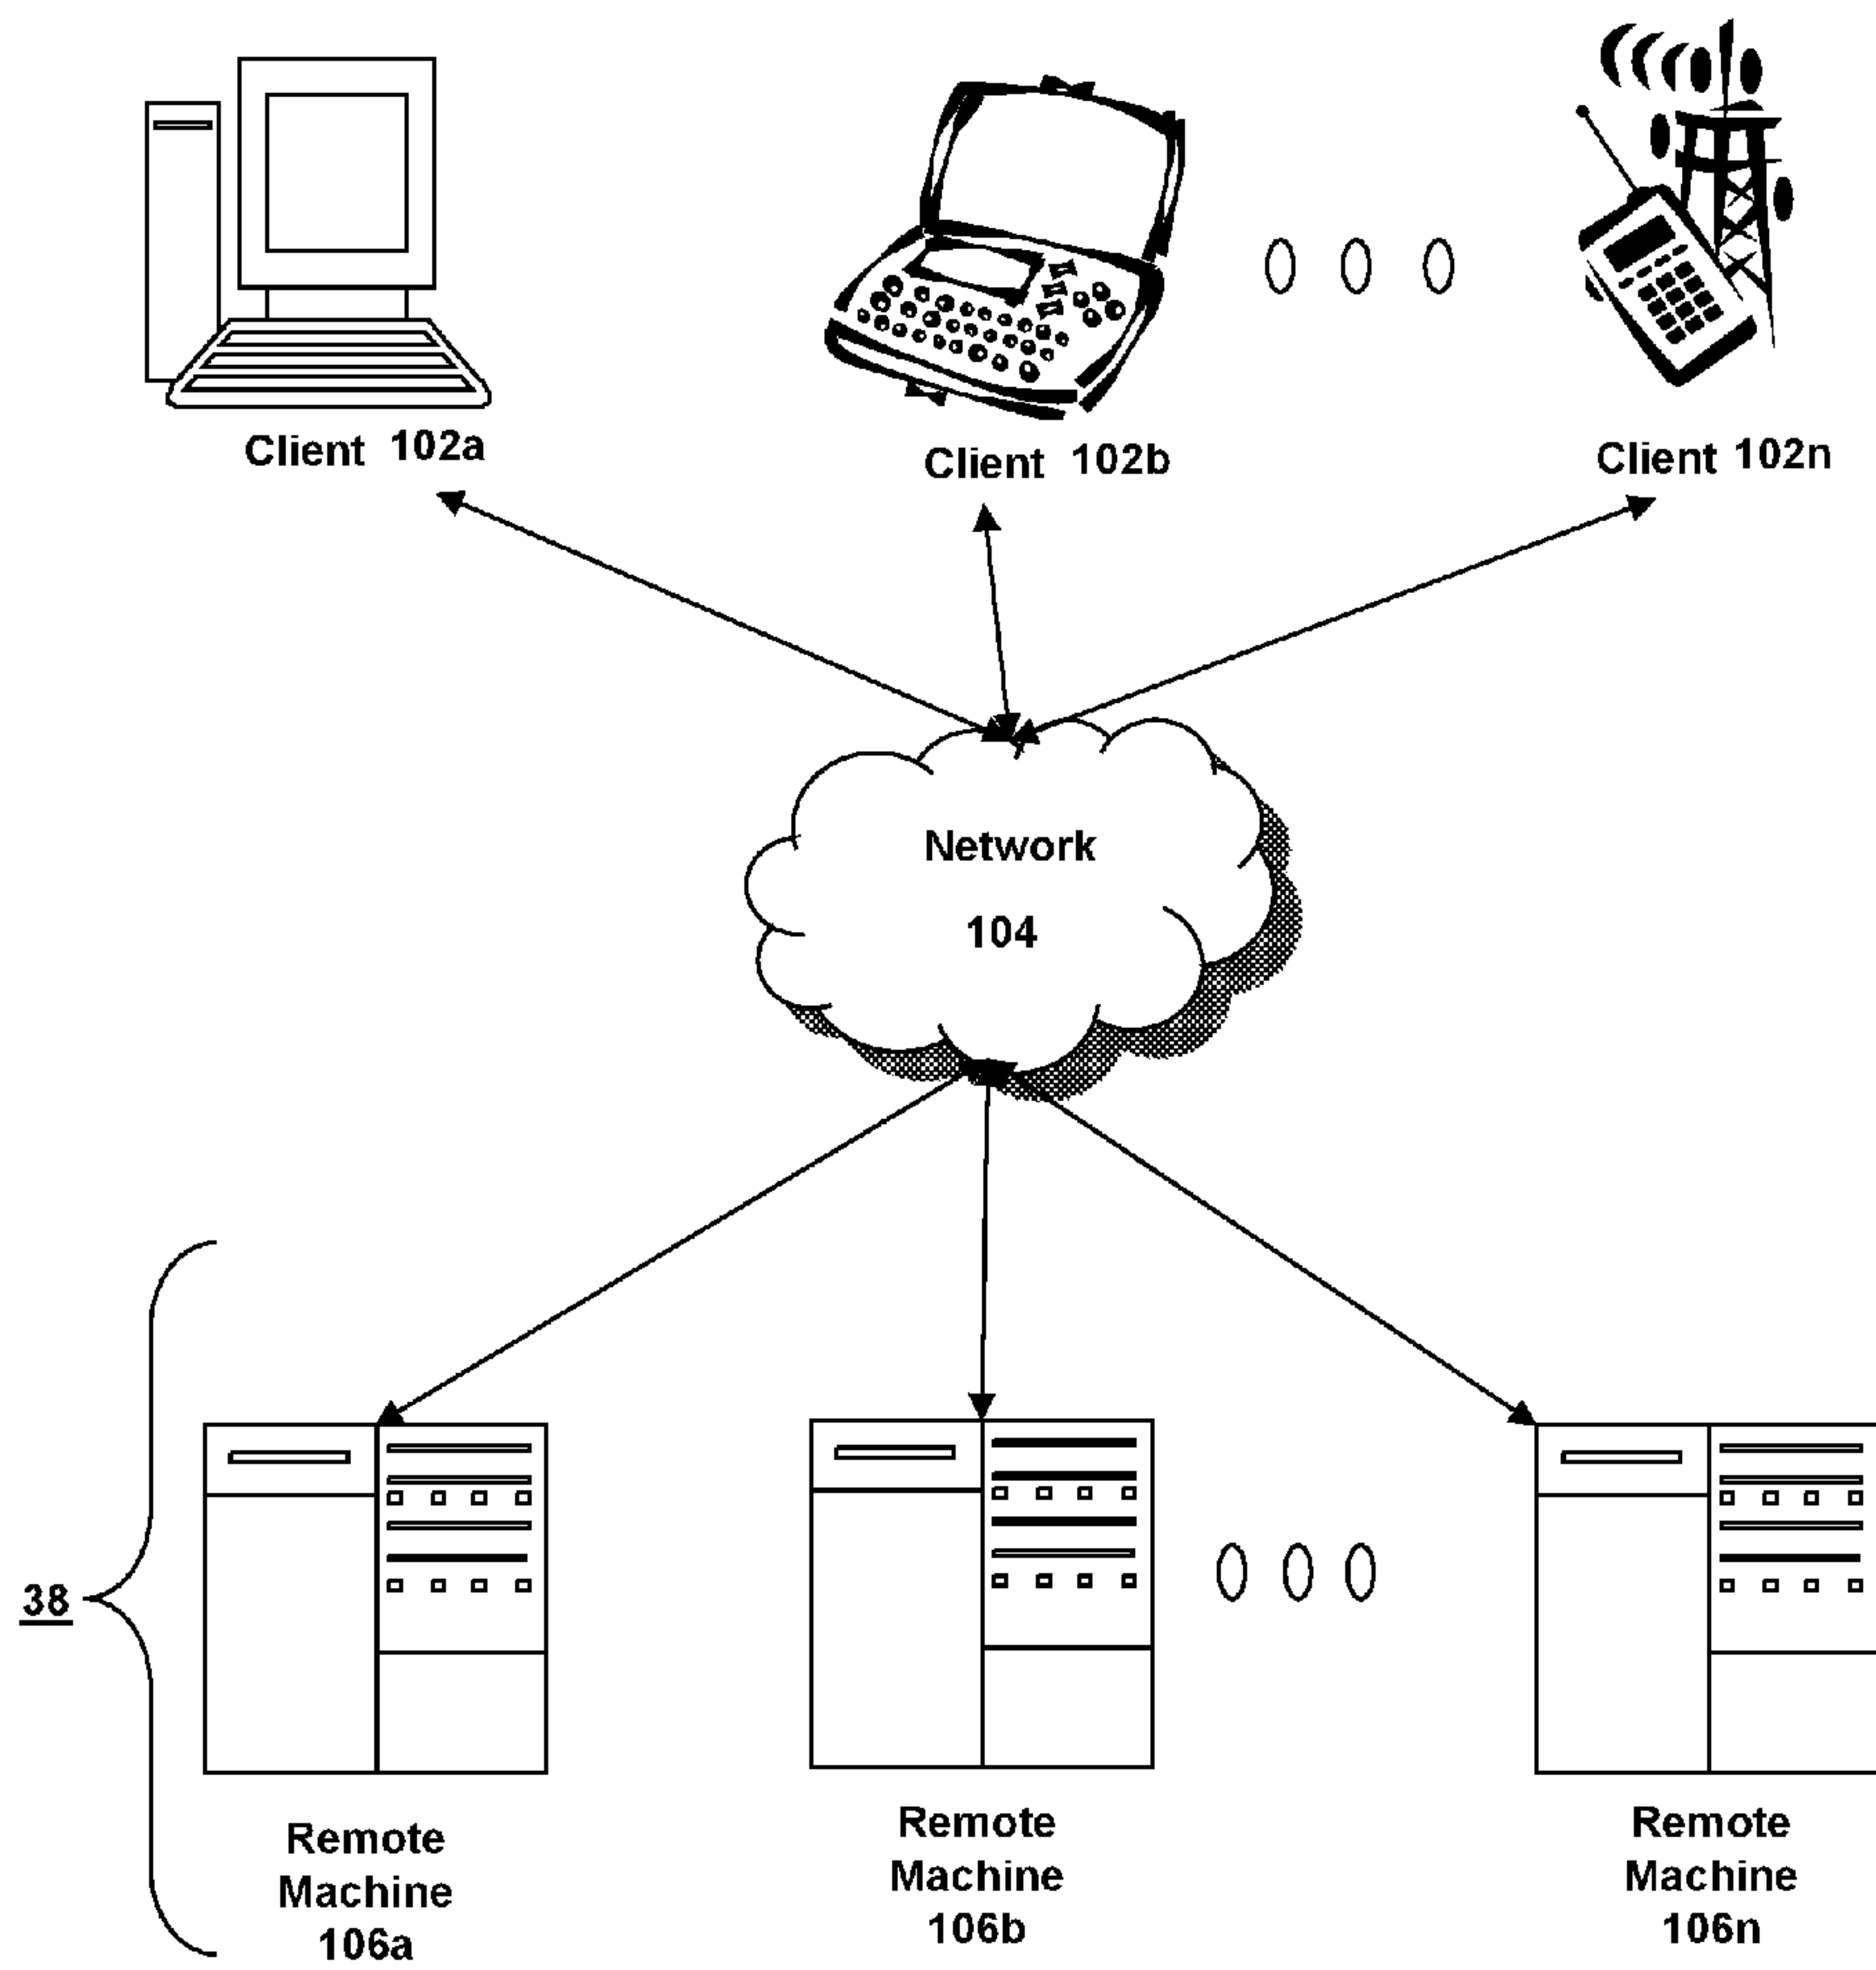 Client 102a
Client 102b
Client 102n
Network
104
38
Remote
Machine
106a
Remote
Machine
106b
Remote
Machine
106n